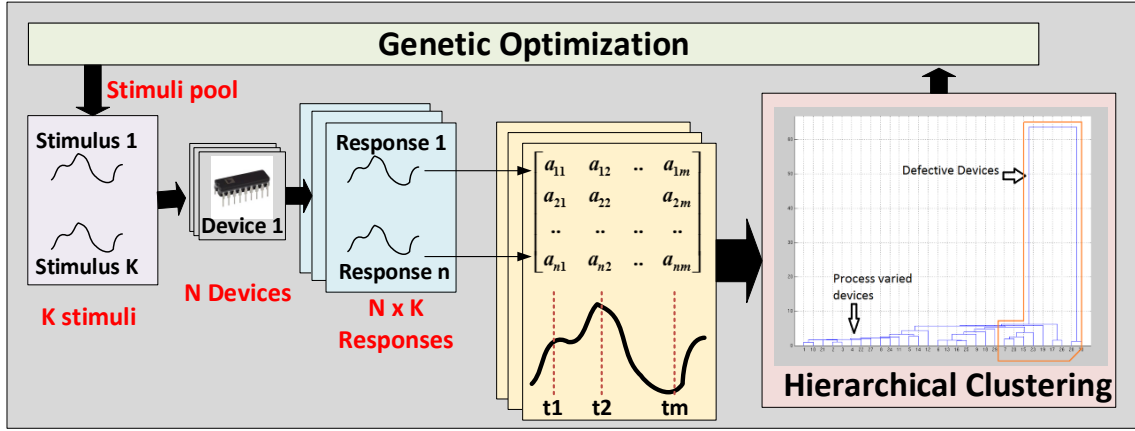 Genetic Optimization
Stimuli pool
Stimulus 1
Stimulus K
K stimuli
Device 1
N Devices
Response 1
Response n
N x K
Responses
a11 a12 .. a1m
a21 a22 a2m
.. .. .. ..
an1 an2 .. anm
t1 t2 tm
Defective Devices
Process varied
devices
Hierarchical Clustering